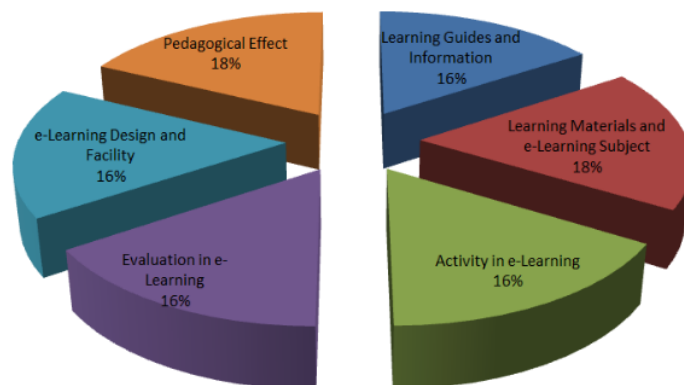 Pedagogical Effect
18%
Learning Guides and
Information
16%
Learning Materials and
e-Learning Subject
18%
Activity in e-Learning
16%
Evaluation in e-
Learning
16%
e-Learning Design and
Facility
16%